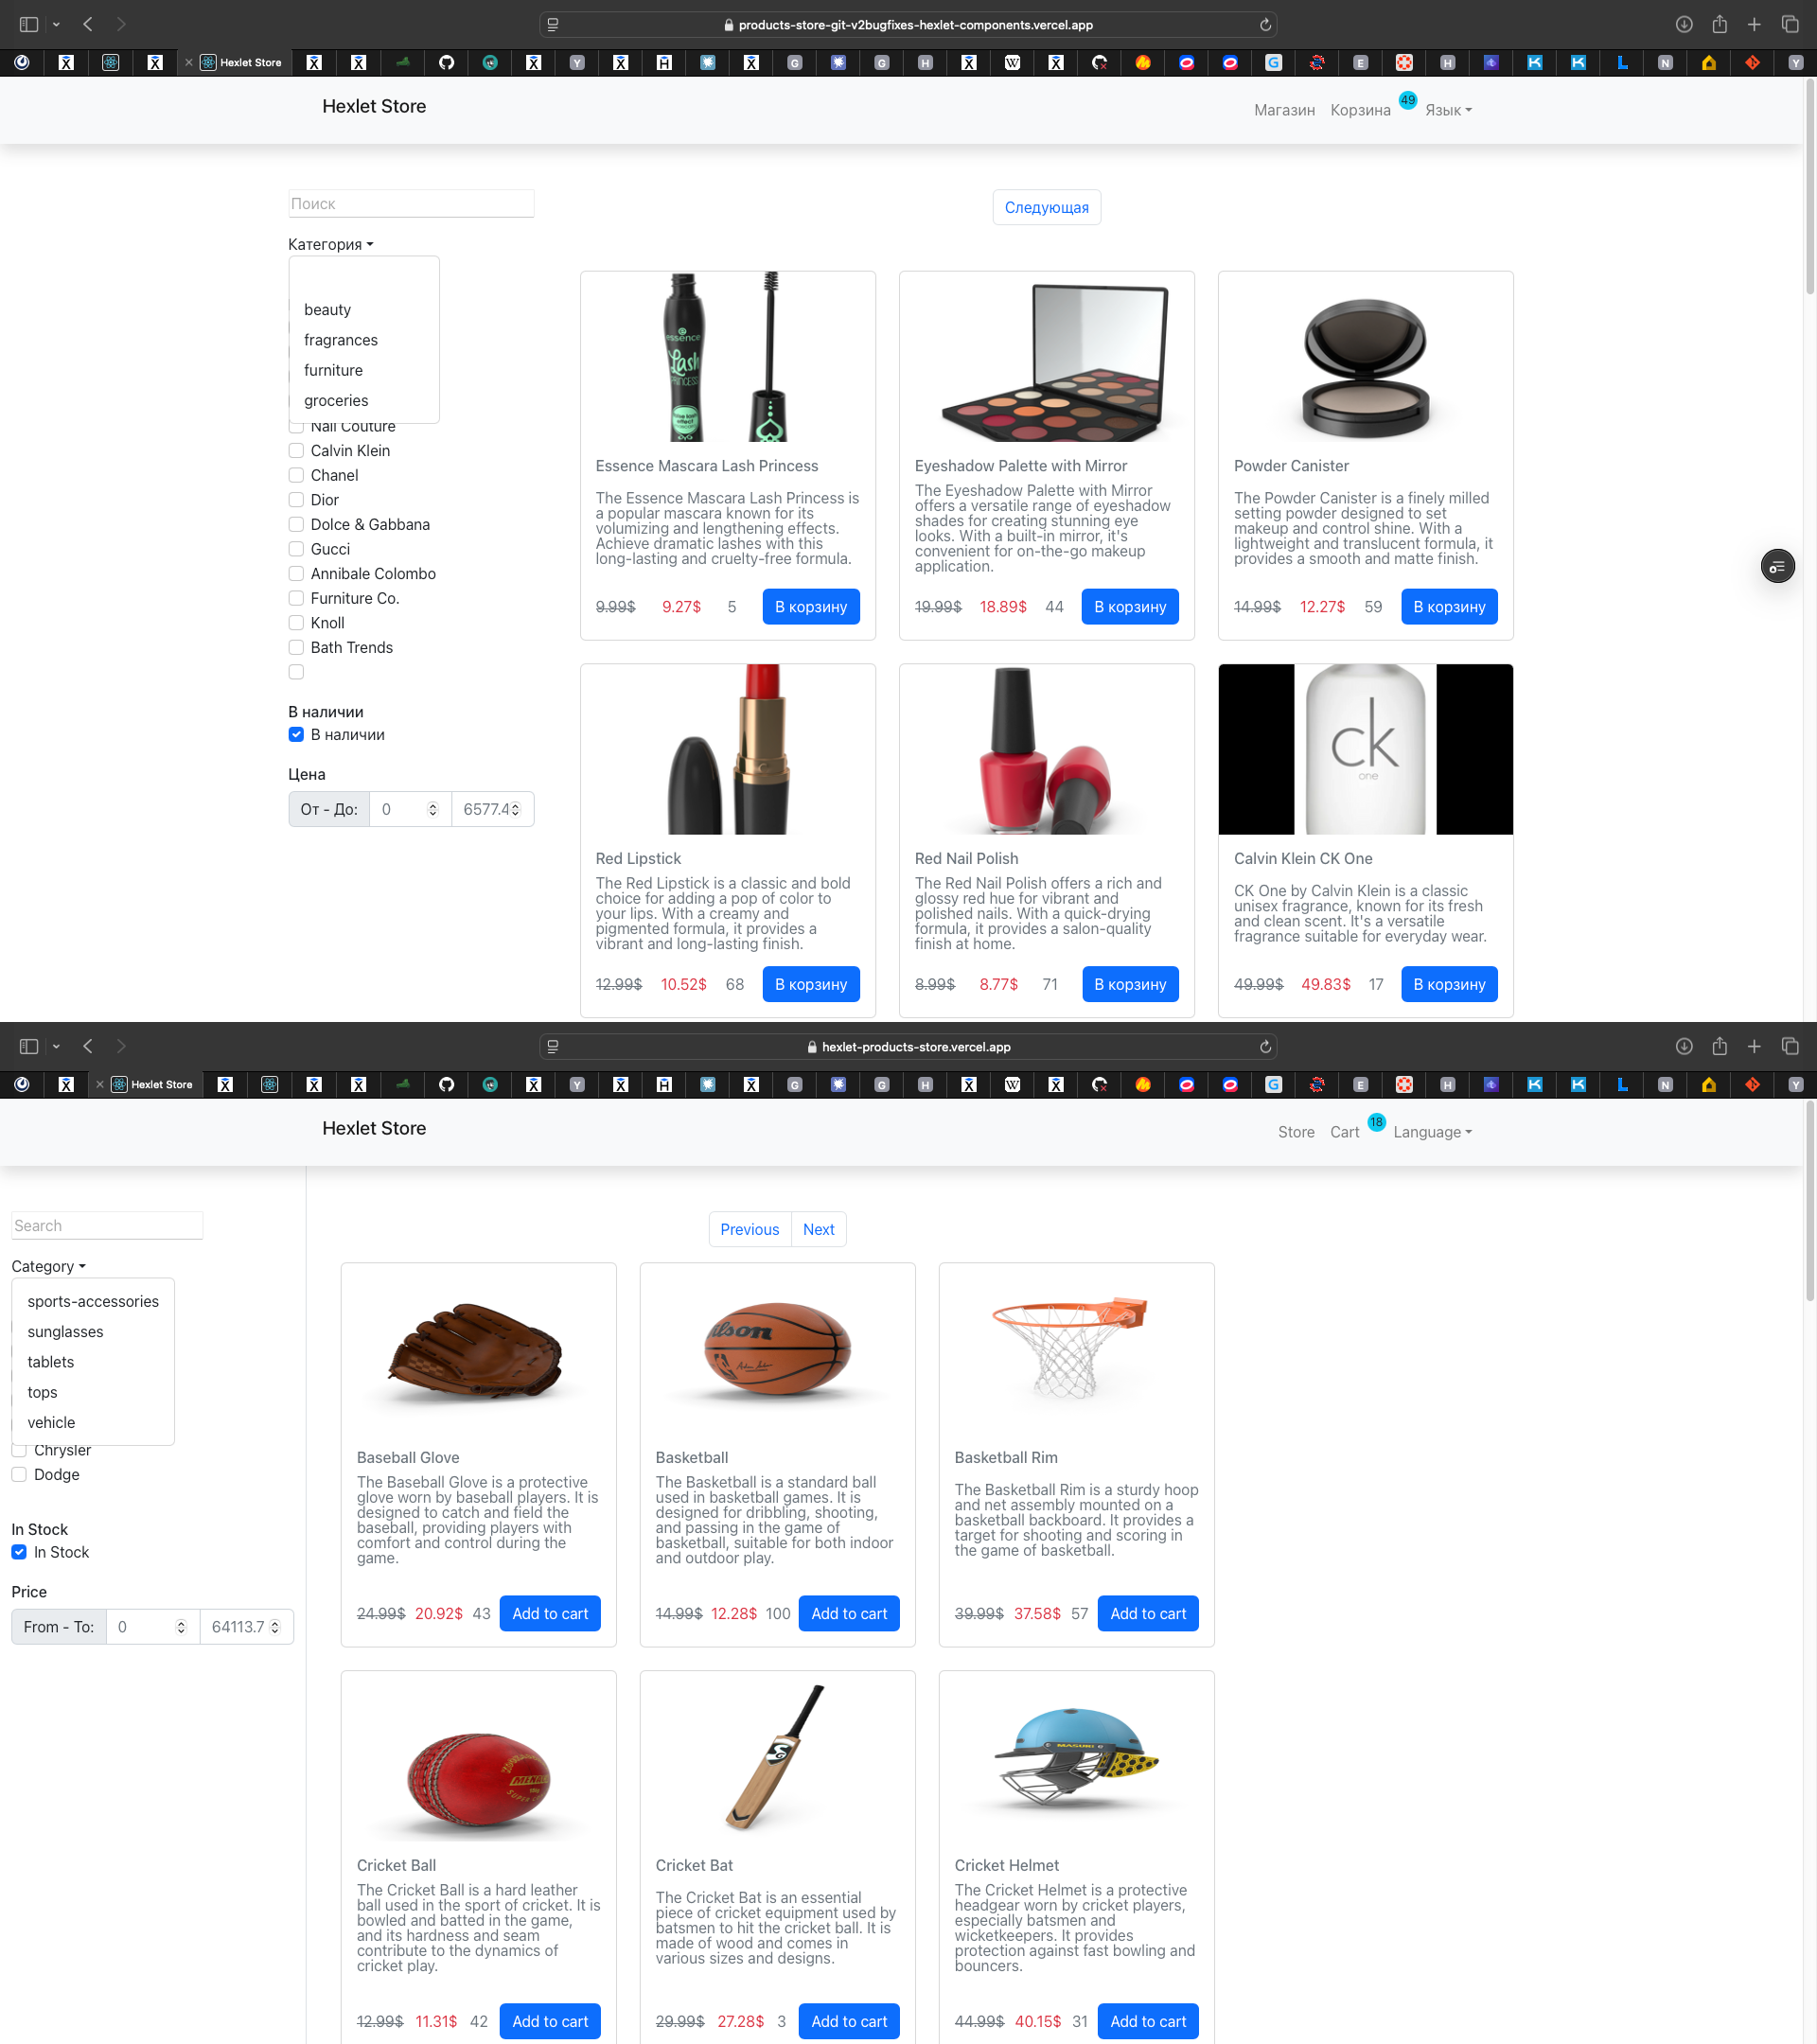 products-store-git-v2bugfixes-hexlet-components.vercel.app
Hexlet Store
Hexlet Store
Магазин
Корзина
49
Язык
Поиск
Следующая
Категория
beauty
fragrances
furniture
groceries
Nail Couture
Calvin Klein
Chanel
Dior
Dolce & Gabbana
Gucci
Annibale Colombo
Furniture Co.
Knoll
Bath Trends
В наличии
В наличии
Цена
От - До:
0
6577.4
essence
Lash
PRINCESS
Essence Mascara Lash Princess
The Essence Mascara Lash Princess is
a popular mascara known for its
volumizing and lengthening effects.
Achieve dramatic lashes with this
long-lasting and cruelty-free formula.
9.99$ 9.27$ 5 В корзину
Eyeshadow Palette with Mirror
The Eyeshadow Palette with Mirror
offers a versatile range of eyeshadow
shades for creating stunning eye
looks. With a built-in mirror, it's
convenient for on-the-go makeup
application.
19.99$ 18.89$ 44 В корзину
Powder Canister
The Powder Canister is a finely milled
setting powder designed to set
makeup and control shine. With a
lightweight and translucent formula, it
provides a smooth and matte finish.
14.99$ 12.27$ 59 В корзину
Red Lipstick
The Red Lipstick is a classic and bold
choice for adding a pop of color to
your lips. With a creamy and
pigmented formula, it provides a
vibrant and long-lasting finish.
12.99$ 10.52$ 68 В корзину
Red Nail Polish
The Red Nail Polish offers a rich and
glossy red hue for vibrant and
polished nails. With a quick-drying
formula, it provides a salon-quality
finish at home.
8.99$ 8.77$ 71 В корзину
ck
one
Calvin Klein CK One
CK One by Calvin Klein is a classic
unisex fragrance, known for its fresh
and clean scent. It's a versatile
fragrance suitable for everyday wear.
49.99$ 49.83$ 17 В корзину
hexlet-products-store.vercel.app
Hexlet Store
Hexlet Store
Store
Cart
18
Language
Search
Previous
Next
Category
sports-accessories
sunglasses
tablets
tops
vehicle
Chrysler
Dodge
In Stock
In Stock
Price
From - To:
0
64113.7
Baseball Glove
The Baseball Glove is a protective
glove worn by baseball players. It is
designed to catch and field the
baseball, providing players with
comfort and control during the
game.
24.99$ 20.92$ 43 Add to cart
Wilson
Basketball
The Basketball is a standard ball
used in basketball games. It is
designed for dribbling, shooting,
and passing in the game of
basketball, suitable for both indoor
and outdoor play.
14.99$ 12.28$ 100 Add to cart
Basketball Rim
The Basketball Rim is a sturdy hoop
and net assembly mounted on a
basketball backboard. It provides a
target for shooting and scoring in
the game of basketball.
39.99$ 37.58$ 57 Add to cart
Cricket Ball
The Cricket Ball is a hard leather
ball used in the sport of cricket. It is
bowled and batted in the game,
and its hardness and seam
contribute to the dynamics of
cricket play.
12.99$ 11.31$ 42 Add to cart
SG
Cricket Bat
The Cricket Bat is an essential
piece of cricket equipment used by
batsmen to hit the cricket ball. It is
made of wood and comes in
various sizes and designs.
29.99$ 27.28$ 3 Add to cart
MASURI
Cricket Helmet
The Cricket Helmet is a protective
headgear worn by cricket players,
especially batsmen and
wicketkeepers. It provides
protection against fast bowling and
bouncers.
44.99$ 40.15$ 31 Add to cart